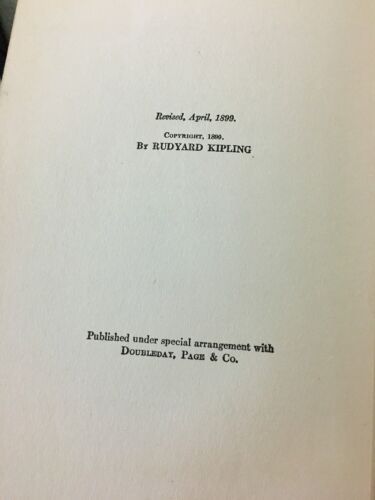 Revised, April, 1899.
Copyright, 1899.
By RUDYARD KIPLING
Published under special arrangement with
Doubleday, Page & Co.